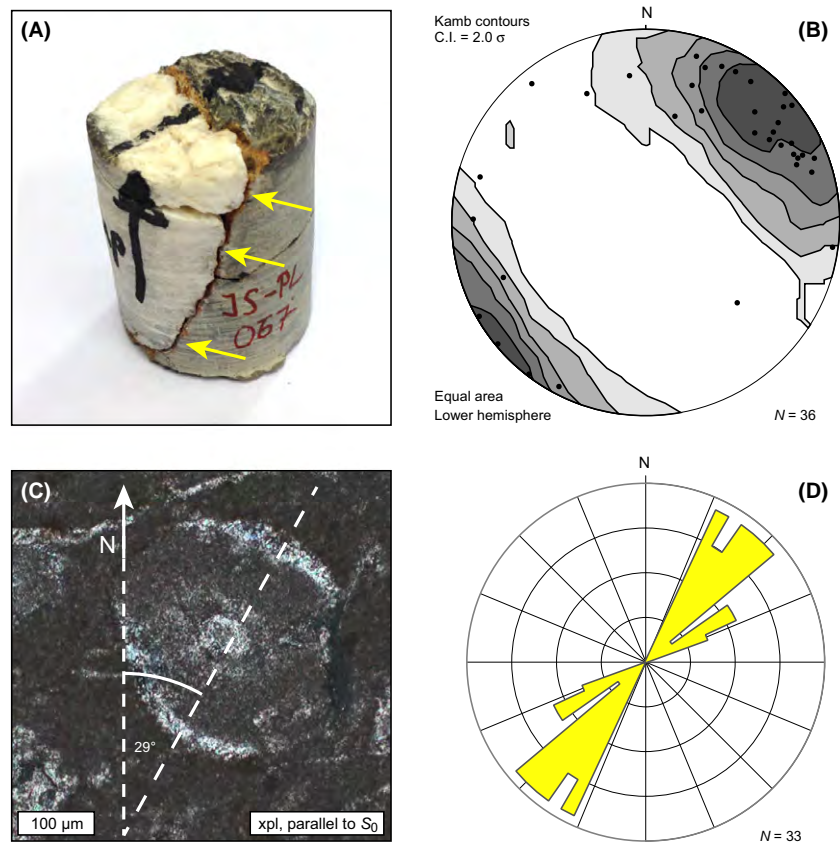 (A)
JS-PL
067
Kamb contours
C.I. = 2.0 σ
N
(B)
Equal area
Lower hemisphere
N = 36
(C)
N
29°
100 µm
xpl, parallel to S₀
N
(D)
N = 33